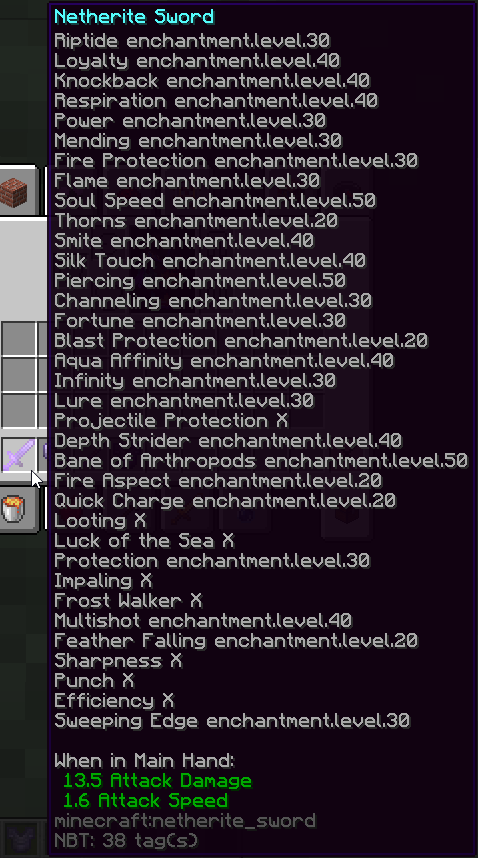 Netherite Sword
Riptide enchantment.level.30
Loyalty enchantment.level.40
Knockback enchantment.level.40
Respiration enchantment.level.40
Power enchantment.level.30
Mending enchantment.level.30
Fire Protection enchantment.level.30
Flame enchantment.level.30
Soul Speed enchantment.level.50
Thorns enchantment.level.20
Smite enchantment.level.40
Silk Touch enchantment.level.40
Piercing enchantment.level.50
Channeling enchantment.level.30
Fortune enchantment.level.30
Blast Protection enchantment.level.20
Aqua Affinity enchantment.level.40
Infinity enchantment.level.30
Lure enchantment.level.30
Projectile Protection X
Depth Strider enchantment.level.40
Bane of Arthropods enchantment.level.50
Fire Aspect enchantment.level.20
Quick Charge enchantment.level.20
Looting X
Luck of the Sea X
Protection enchantment.level.30
Impaling X
Frost Walker X
Multishot enchantment.level.40
Feather Falling enchantment.level.20
Sharpness X
Punch X
Efficiency X
Sweeping Edge enchantment.level.30
When in Main Hand:
13.5 Attack Damage
1.6 Attack Speed
minecraft:netherite_sword
NBT: 38 tag(s)